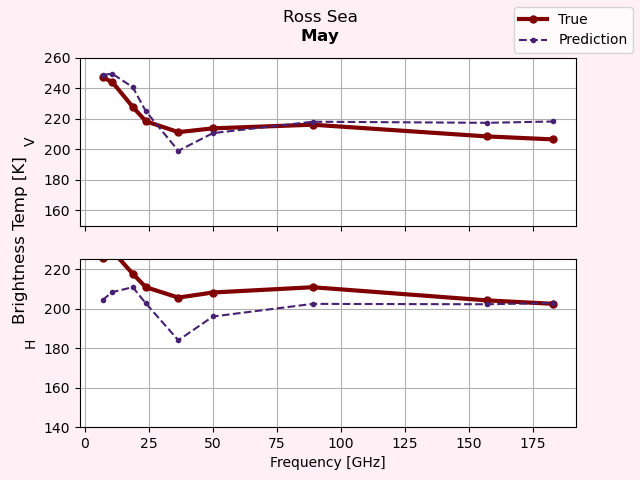 Ross Sea
May
True
Prediction
Brightness Temp [K]
V
260
240
220
200
180
160
H
220
200
180
160
140
0
25
50
75
100
125
150
175
Frequency [GHz]